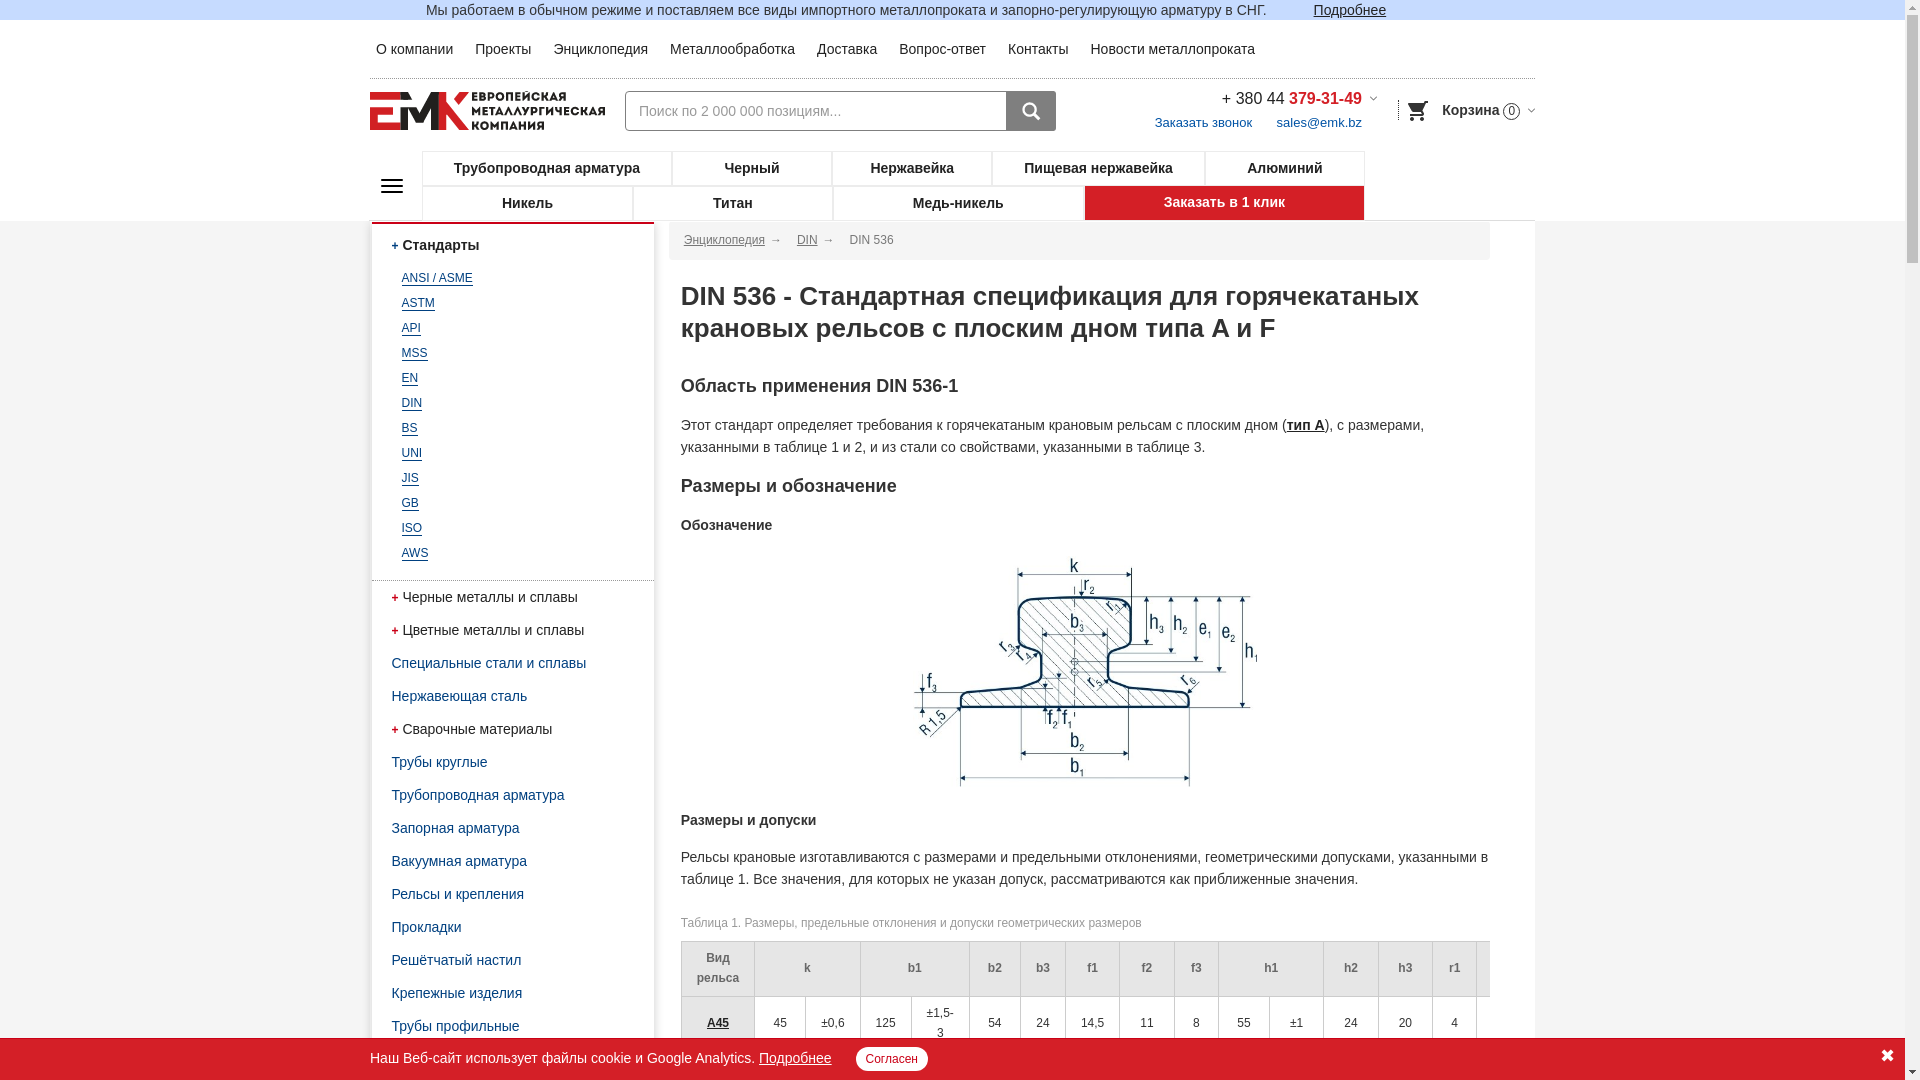 Мы работаем в обычном режиме и поставляем все виды импортного металлопроката и запорно-регулирующую арматуру в СНГ. Подробнее
О компании Проекты Энциклопедия Металлообработка Доставка Вопрос-ответ Контакты Новости металлопроката
ЕМК ЕВРОПЕЙСКАЯ МЕТАЛЛУРГИЧЕСКАЯ КОМПАНИЯ
Поиск по 2 000 000 позициям...
+ 380 44 379-31-49
Заказать звонок sales@emk.bz
Корзина 0
Трубопроводная арматура Черный Нержавейка Пищевая нержавейка Алюминий
Никель Титан Медь-никель Заказать в 1 клик
+ Стандарты
ANSI / ASME
ASTM
API
MSS
EN
DIN
BS
UNI
JIS
GB
ISO
AWS
+ Черные металлы и сплавы
+ Цветные металлы и сплавы
Специальные стали и сплавы
Нержавеющая сталь
+ Сварочные материалы
Трубы круглые
Трубопроводная арматура
Запорная арматура
Вакуумная арматура
Рельсы и крепления
Прокладки
Решётчатый настил
Крепежные изделия
Трубы профильные
Энциклопедия → DIN → DIN 536
DIN 536 - Стандартная спецификация для горячекатаных
крановых рельсов с плоским дном типа A и F
Область применения DIN 536-1
Этот стандарт определяет требования к горячекатаным крановым рельсам с плоским дном (тип А), с размерами,
указанными в таблице 1 и 2, и из стали со свойствами, указанными в таблице 3.
Размеры и обозначение
Обозначение
k
r2
r1
b3
h3 h2 e1 e2 h1
r3
r4
r5 r6
f3
R 1,5
f2 f1
b2
b1
Размеры и допуски
Рельсы крановые изготавливаются с размерами и предельными отклонениями, геометрическими допусками, указанными в
таблице 1. Все значения, для которых не указан допуск, рассматриваются как приближенные значения.
Таблица 1. Размеры, предельные отклонения и допуски геометрических размеров
Вид рельса k b1 b2 b3 f1 f2 f3 h1 h2 h3 r1
A45 45 ±0,6 125 ±1,5-3 54 24 14,5 11 8 55 ±1 24 20 4
Наш Веб-сайт использует файлы cookie и Google Analytics. Подробнее Согласен ✖